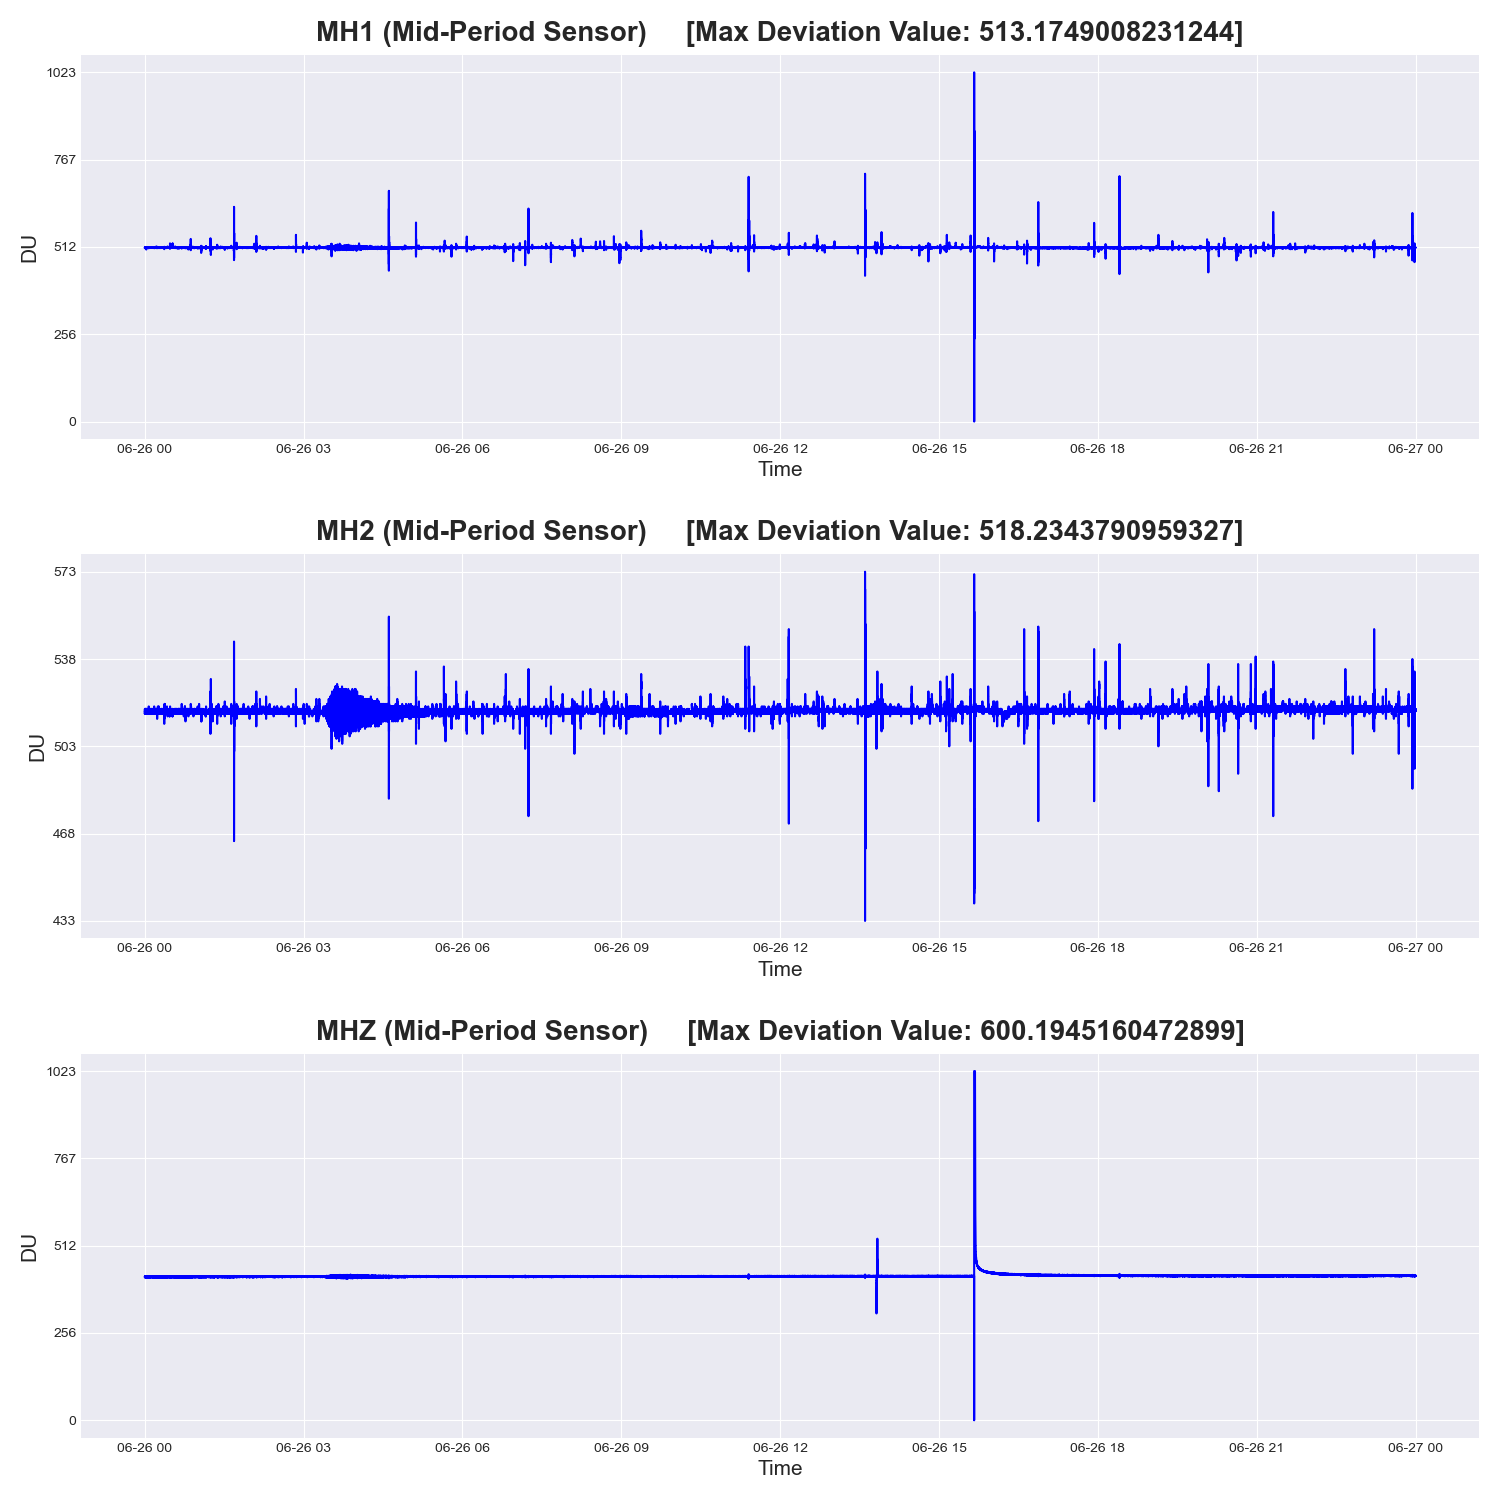 MH1 (Mid-Period Sensor) [Max Deviation Value: 513.1749008231244]
1023
767
512
256
0
DU
06-26 00 06-26 03 06-26 06 06-26 09 06-26 12 06-26 15 06-26 18 06-26 21 06-27 00
Time
MH2 (Mid-Period Sensor) [Max Deviation Value: 518.2343790959327]
573
538
503
468
433
DU
06-26 00 06-26 03 06-26 06 06-26 09 06-26 12 06-26 15 06-26 18 06-26 21 06-27 00
Time
MHZ (Mid-Period Sensor) [Max Deviation Value: 600.1945160472899]
1023
767
512
256
0
DU
06-26 00 06-26 03 06-26 06 06-26 09 06-26 12 06-26 15 06-26 18 06-26 21 06-27 00
Time